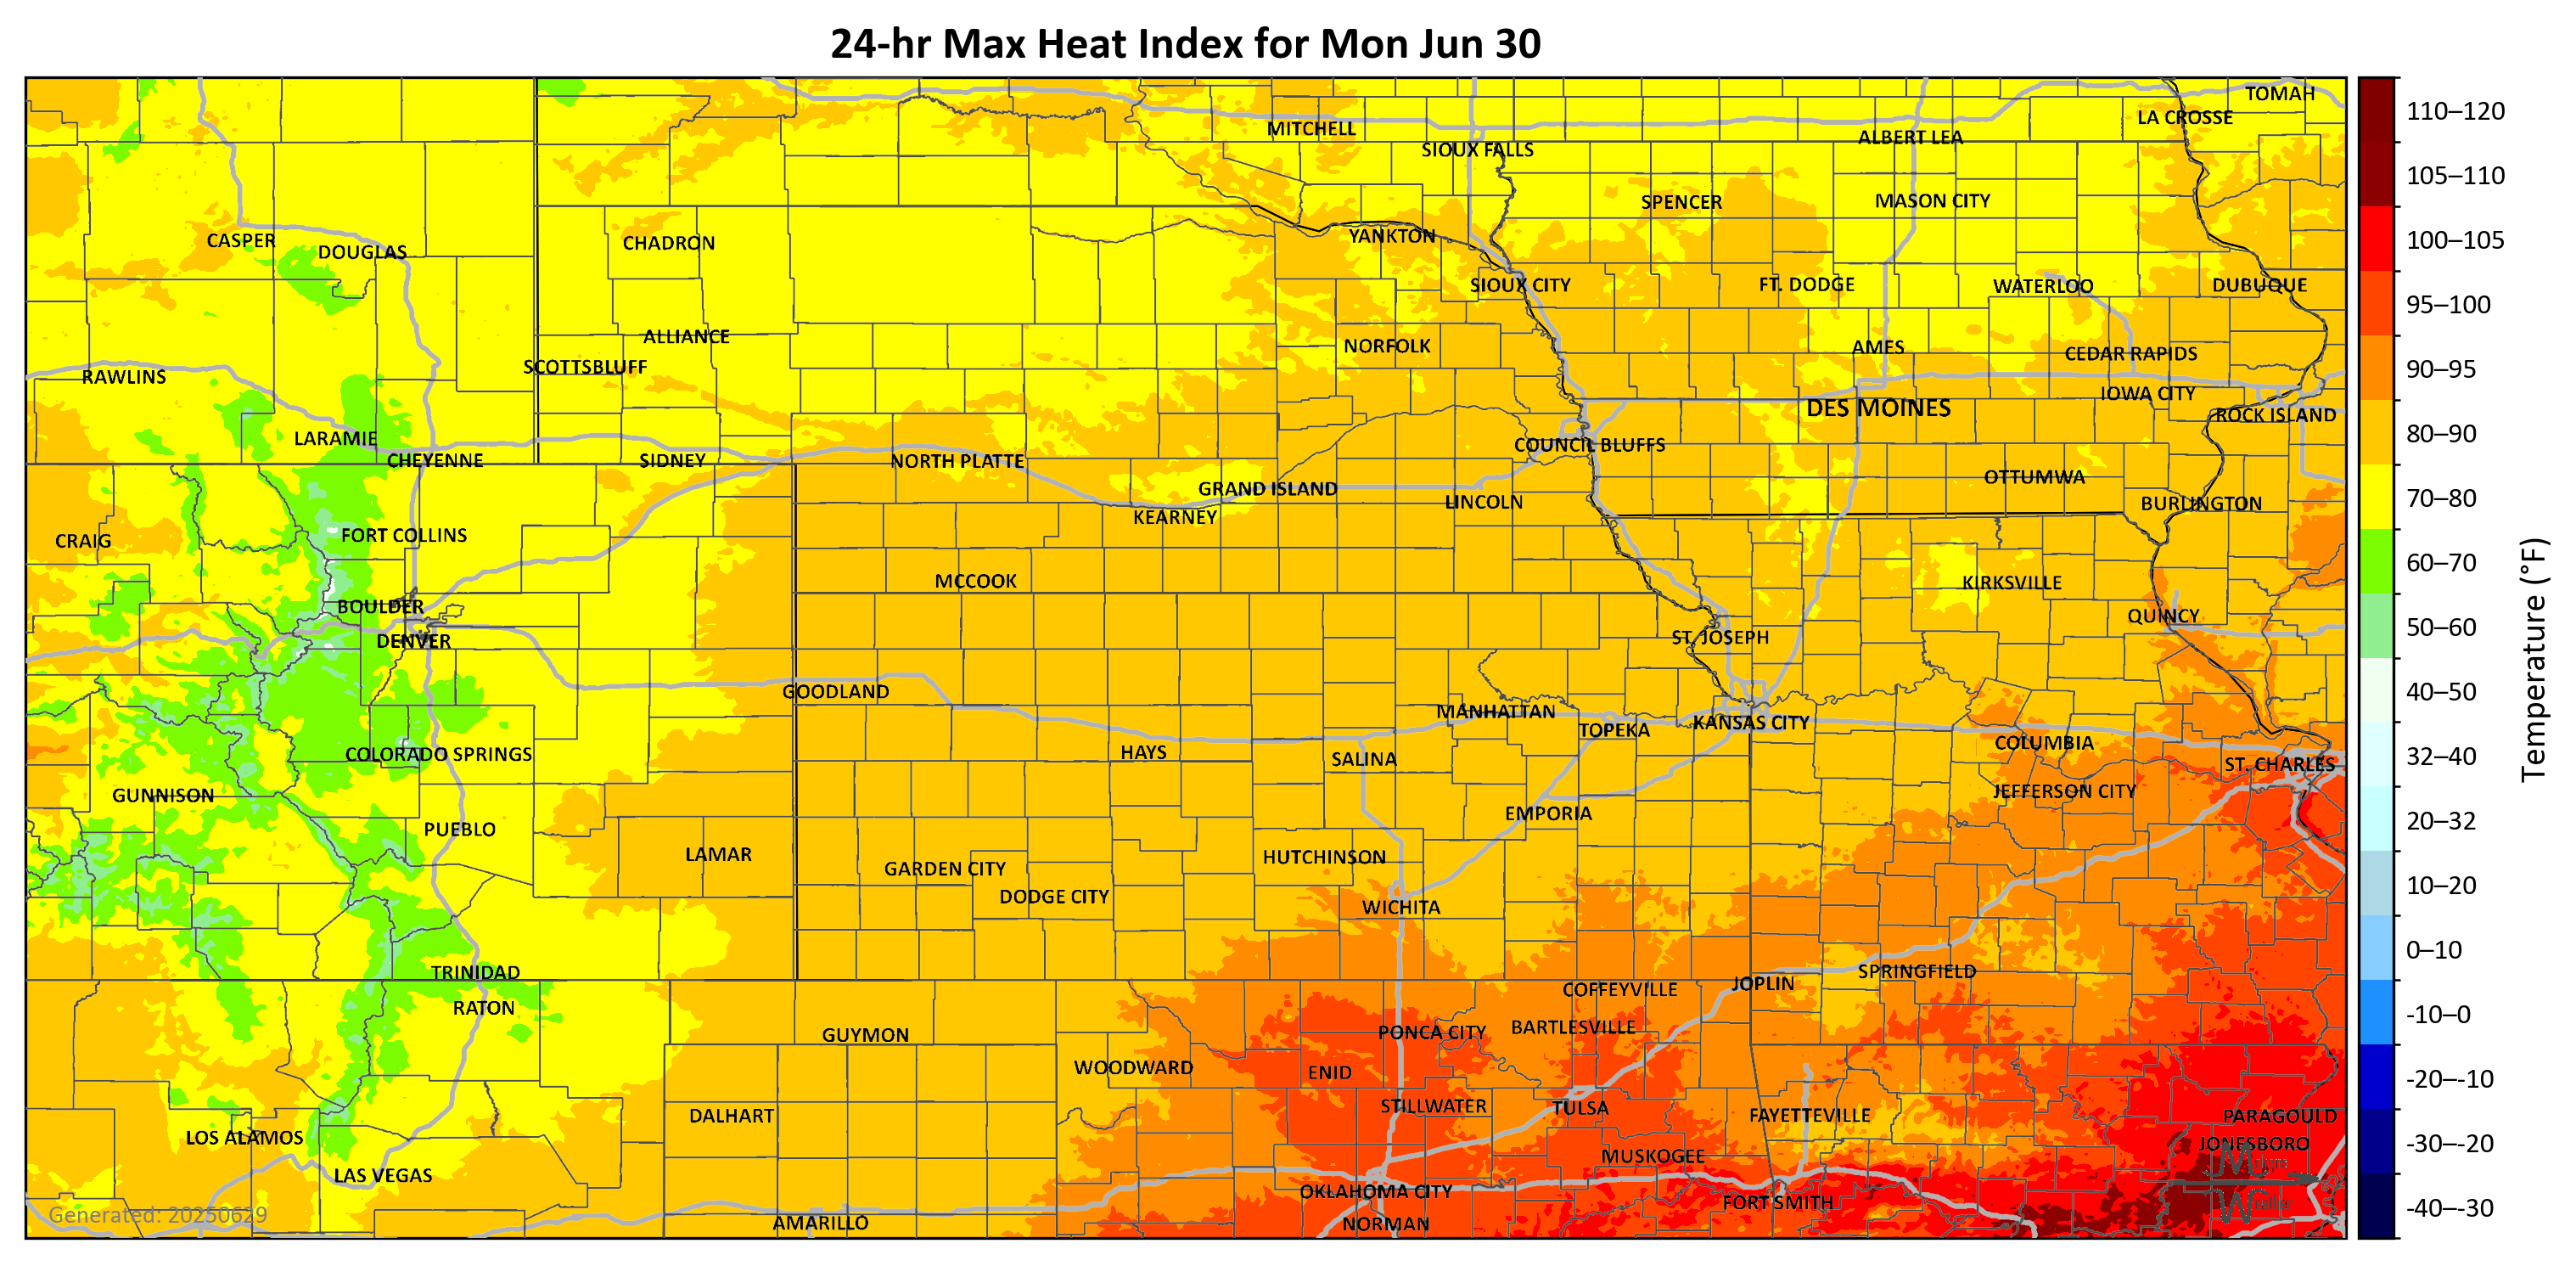 24-hr Max Heat Index for Mon Jun 30
TOMAH
LA CROSSE
MITCHELL
ALBERT LEA
SIOUX FALLS
SPENCER
MASON CITY
YANKTON
CASPER
CHADRON
DOUGLAS
SIOUX CITY
FT. DODGE
WATERLOO
DUBUQUE
ALLIANCE
NORFOLK
AMES
CEDAR RAPIDS
SCOTTSBLUFF
RAWLINS
IOWA CITY
DES MOINES
ROCK ISLAND
LARAMIE
COUNCIL BLUFFS
CHEYENNE
SIDNEY
NORTH PLATTE
OTTUMWA
GRAND ISLAND
LINCOLN
BURLINGTON
KEARNEY
FORT COLLINS
CRAIG
MCCOOK
KIRKSVILLE
BOULDER
QUINCY
DENVER
ST. JOSEPH
GOODLAND
MANHATTAN
KANSAS CITY
TOPEKA
COLUMBIA
COLORADO SPRINGS
HAYS
SALINA
ST. CHARLES
GUNNISON
JEFFERSON CITY
EMPORIA
PUEBLO
LAMAR
HUTCHINSON
GARDEN CITY
DODGE CITY
WICHITA
TRINIDAD
SPRINGFIELD
JOPLIN
COFFEYVILLE
RATON
BARTLESVILLE
PONCA CITY
GUYMON
WOODWARD
ENID
STILLWATER
TULSA
DALHART
FAYETTEVILLE
PARAGOULD
LOS ALAMOS
JONESBORO
MUSKOGEE
LAS VEGAS
OKLAHOMA CITY
FORT SMITH
AMARILLO
NORMAN
Generated: 20250629
110–120
105–110
100–105
95–100
90–95
80–90
70–80
60–70
50–60
40–50
32–40
20–32
10–20
0–10
-10–0
-20–-10
-30–-20
-40–-30
Temperature (°F)